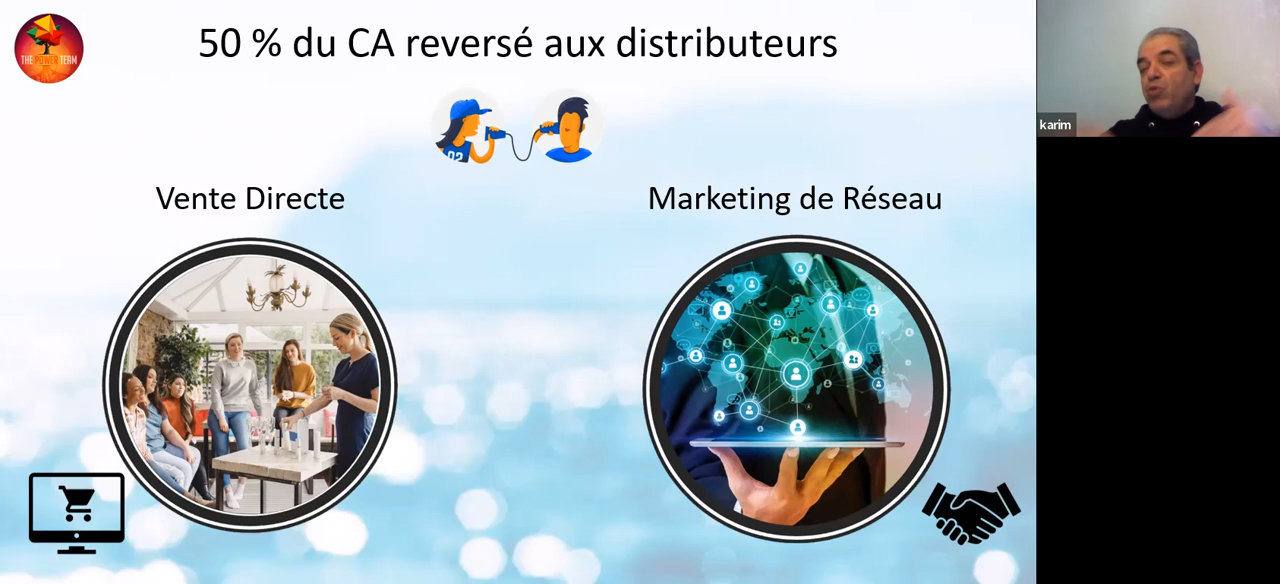 50 % du CA reversé aux distributeurs
THE POWER TEAM
Vente Directe
Marketing de Réseau
02
karim